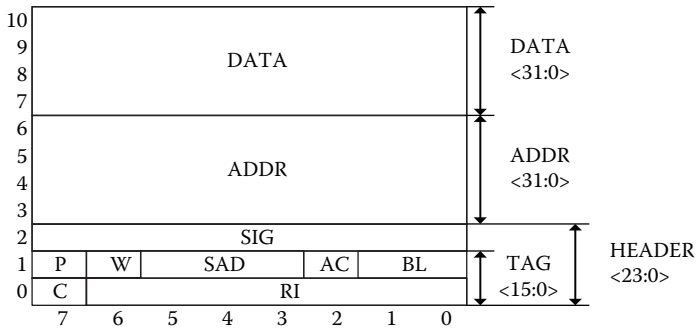 10
9
8
7
DATA
DATA
<31:0>
6
5
4
3
ADDR
ADDR
<31:0>
2
SIG
1 P W SAD AC BL
TAG
<15:0>
HEADER
<23:0>
0 C RI
7 6 5 4 3 2 1 0